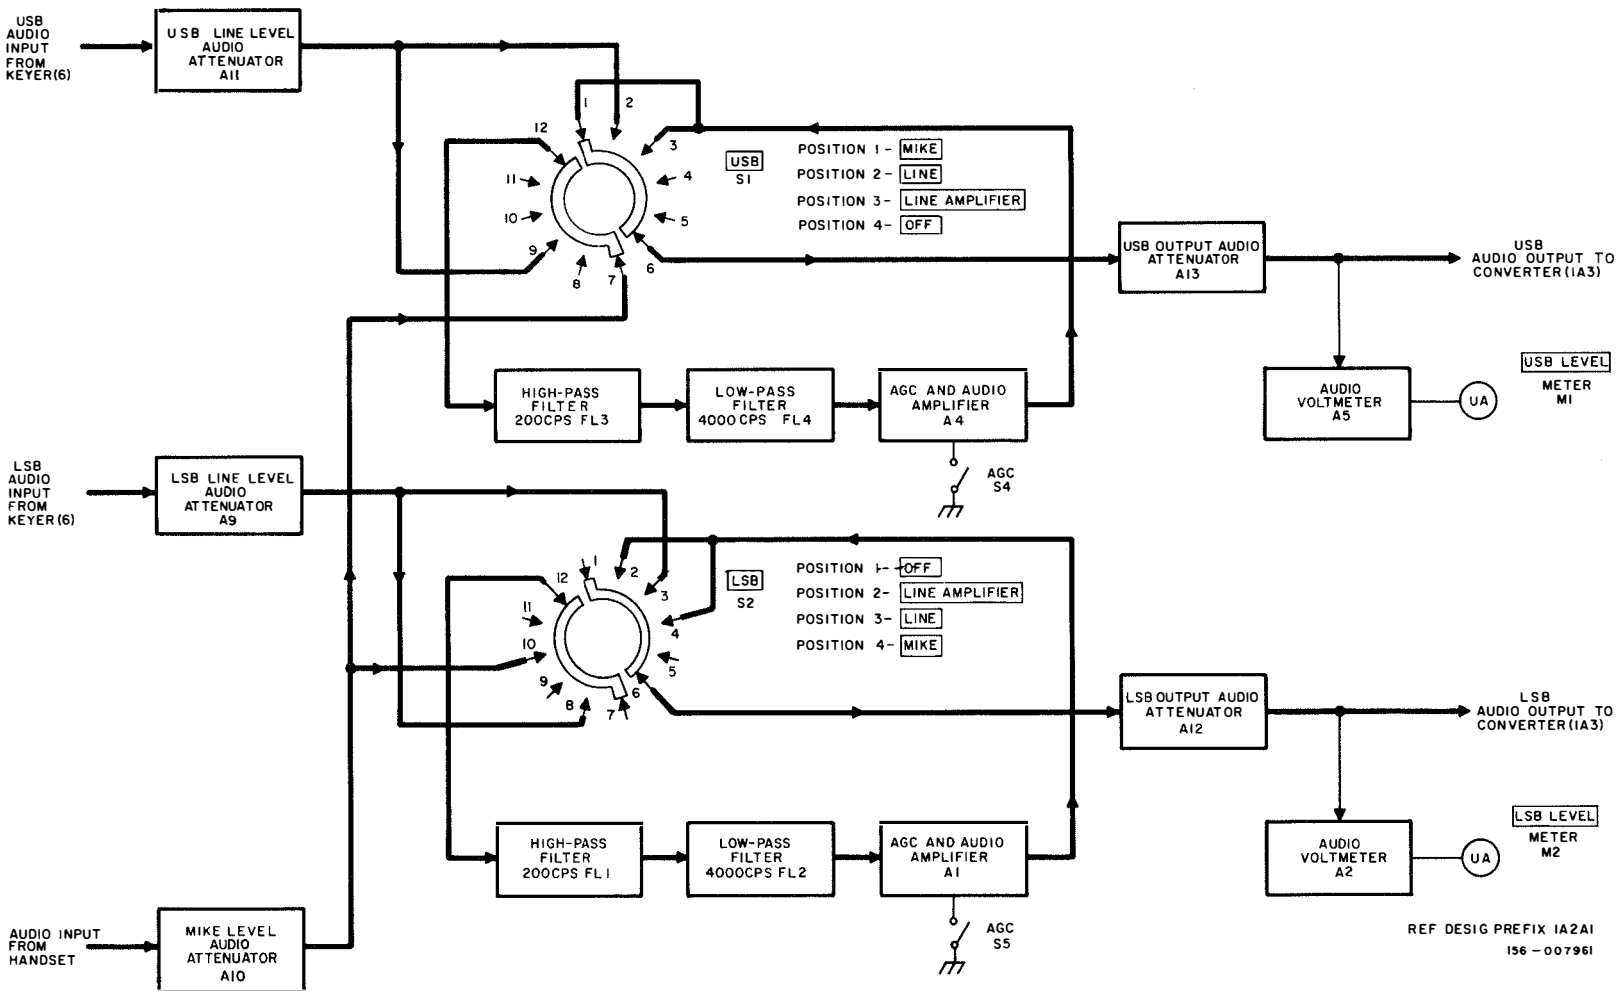 USB
AUDIO
INPUT
FROM
KEYER(6)
USB LINE LEVEL
AUDIO
ATTENUATOR
A11
1
2
3
4
5
6
7
8
9
10
11
12
USB
S1
POSITION 1- MIKE
POSITION 2- LINE
POSITION 3- LINE AMPLIFIER
POSITION 4- OFF
USB OUTPUT AUDIO
ATTENUATOR
A13
USB
AUDIO OUTPUT TO
CONVERTER(1A3)
HIGH-PASS
FILTER
200CPS FL3
LOW-PASS
FILTER
4000CPS FL4
AGC AND AUDIO
AMPLIFIER
A4
AGC
S4
AUDIO
VOLTMETER
A5
UA
USB LEVEL
METER
M1
LSB
AUDIO
INPUT
FROM
KEYER(6)
LSB LINE LEVEL
AUDIO
ATTENUATOR
A9
1
2
3
4
5
6
7
8
9
10
11
12
LSB
S2
POSITION 1- OFF
POSITION 2- LINE AMPLIFIER
POSITION 3- LINE
POSITION 4- MIKE
LSB OUTPUT AUDIO
ATTENUATOR
A12
LSB
AUDIO OUTPUT TO
CONVERTER(1A3)
HIGH-PASS
FILTER
200CPS FL1
LOW-PASS
FILTER
4000CPS FL2
AGC AND AUDIO
AMPLIFIER
A1
AGC
S5
AUDIO
VOLTMETER
A2
UA
LSB LEVEL
METER
M2
AUDIO INPUT
FROM
HANDSET
MIKE LEVEL
AUDIO
ATTENUATOR
A10
REF DESIG PREFIX 1A2A1
156-007961